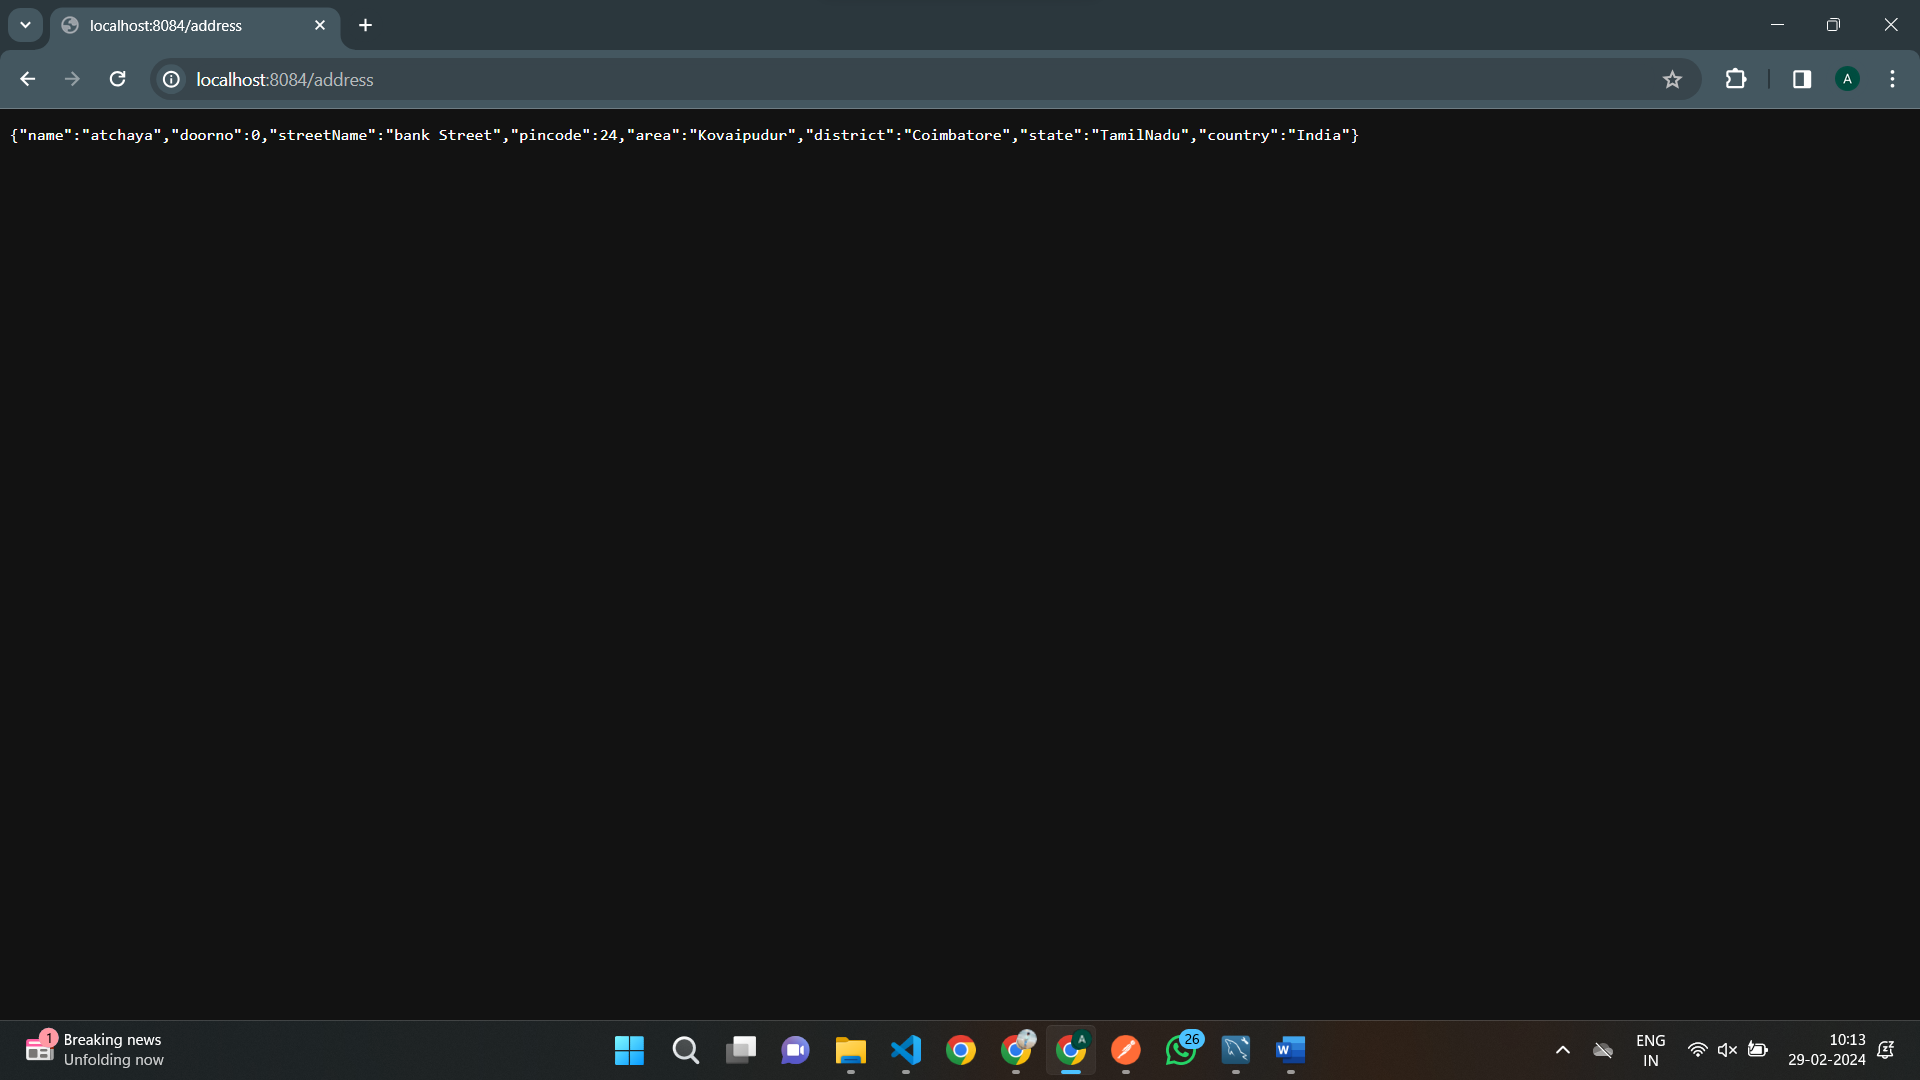 localhost:8084/address
localhost:8084/address
A
{"name":"atchaya","doorno":0,"streetName":"bank Street","pincode":24,"area":"Kovaipudur","district":"Coimbatore","state":"TamilNadu","country":"India"}
1
Breaking news
Unfolding now
A
26
W
ENG
IN
10:13
29-02-2024